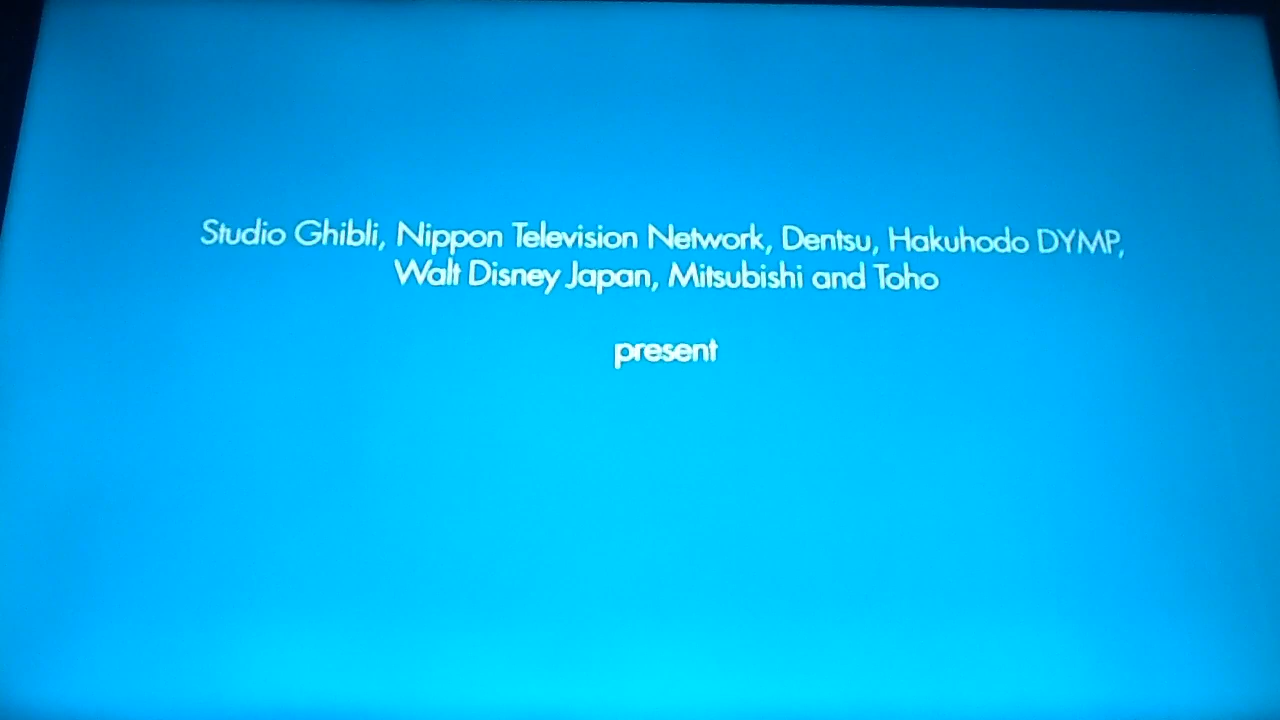 Studio Ghibli, Nippon Television Network, Dentsu, Hakuhodo DYMP,
Walt Disney Japan, Mitsubishi and Toho
present